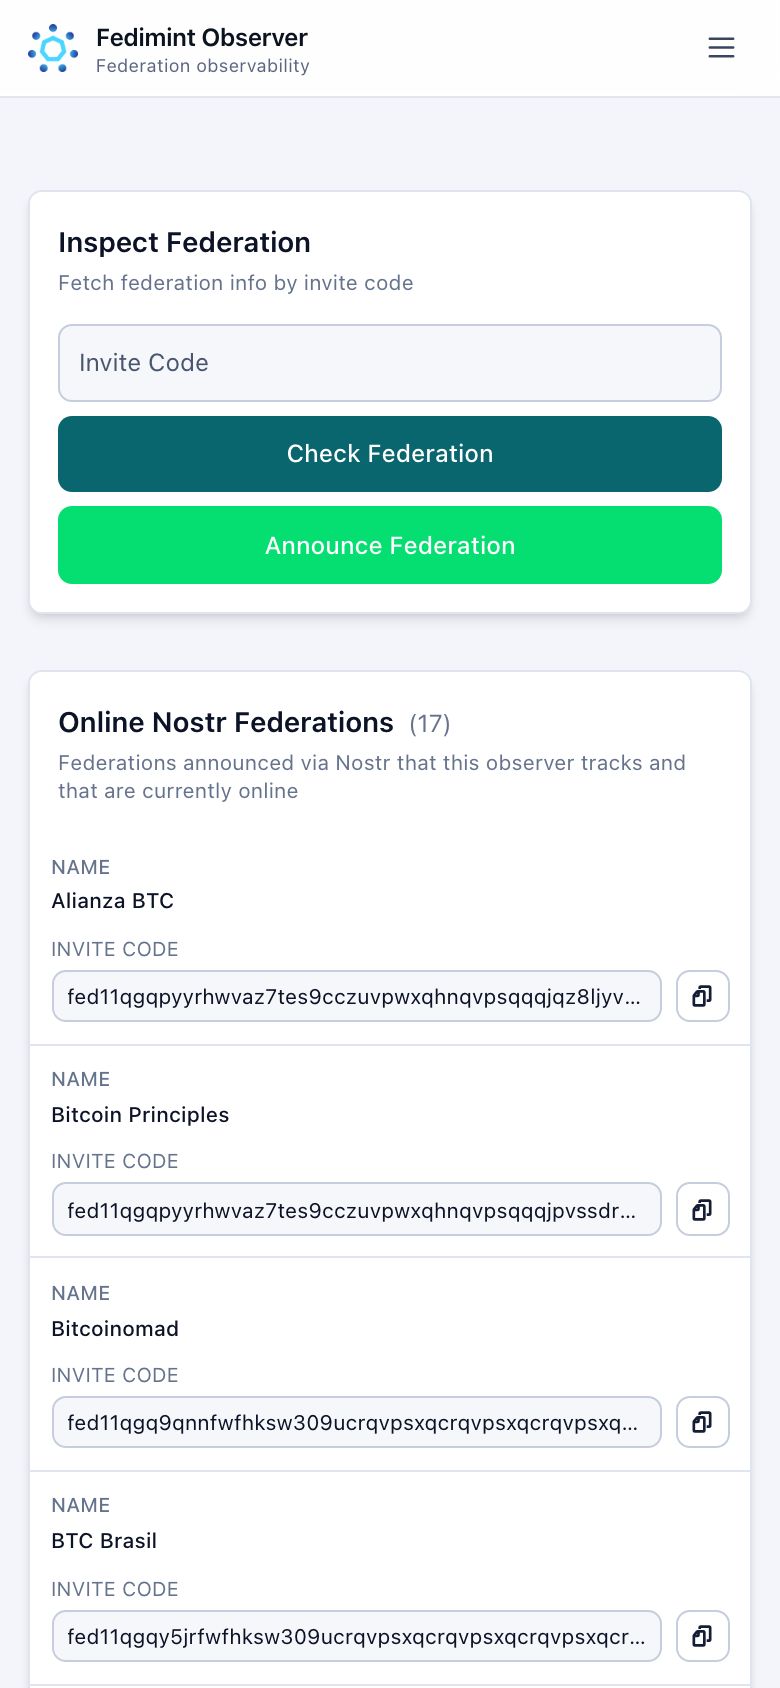 Fedimint Observer
Federation observability
Inspect Federation
Fetch federation info by invite code
Invite Code
Check Federation
Announce Federation
Online Nostr Federations (17)
Federations announced via Nostr that this observer tracks and
that are currently online
NAME
Alianza BTC
INVITE CODE
fed11qgqpyyrhwvaz7tes9cczuvpwxqhnqvpsqqqjqz8ljyv...
NAME
Bitcoin Principles
INVITE CODE
fed11qgqpyyrhwvaz7tes9cczuvpwxqhnqvpsqqqjpvssdr...
NAME
Bitcoinomad
INVITE CODE
fed11qgq9qnnfwfhksw309ucrqvpsxqcrqvpsxqcrqvpsxq...
NAME
BTC Brasil
INVITE CODE
fed11qgqy5jrfwfhksw309ucrqvpsxqcrqvpsxqcrqvpsxqcr...